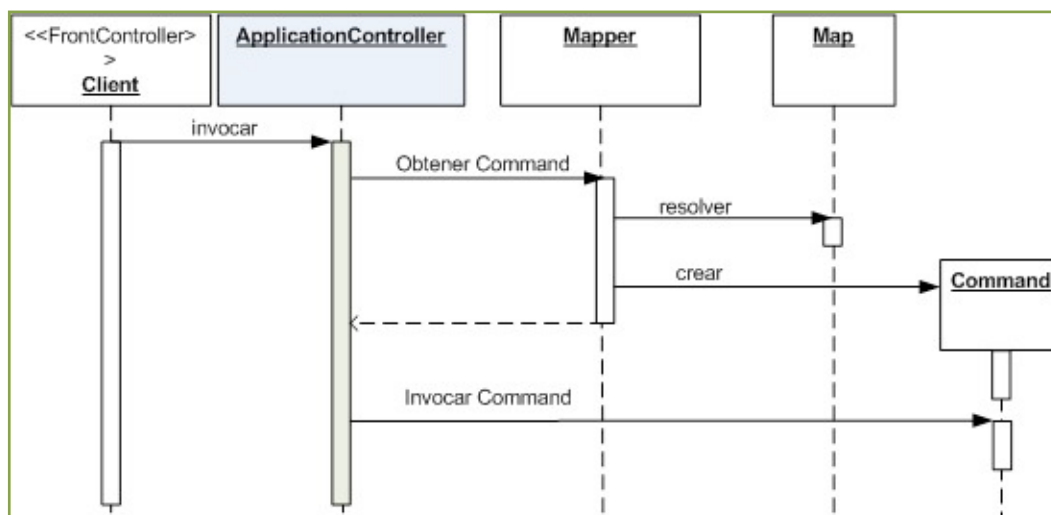 <<FrontController>
>
Client
ApplicationController
Mapper
Map
invocar
Obtener Command
resolver
crear
Command
Invocar Command